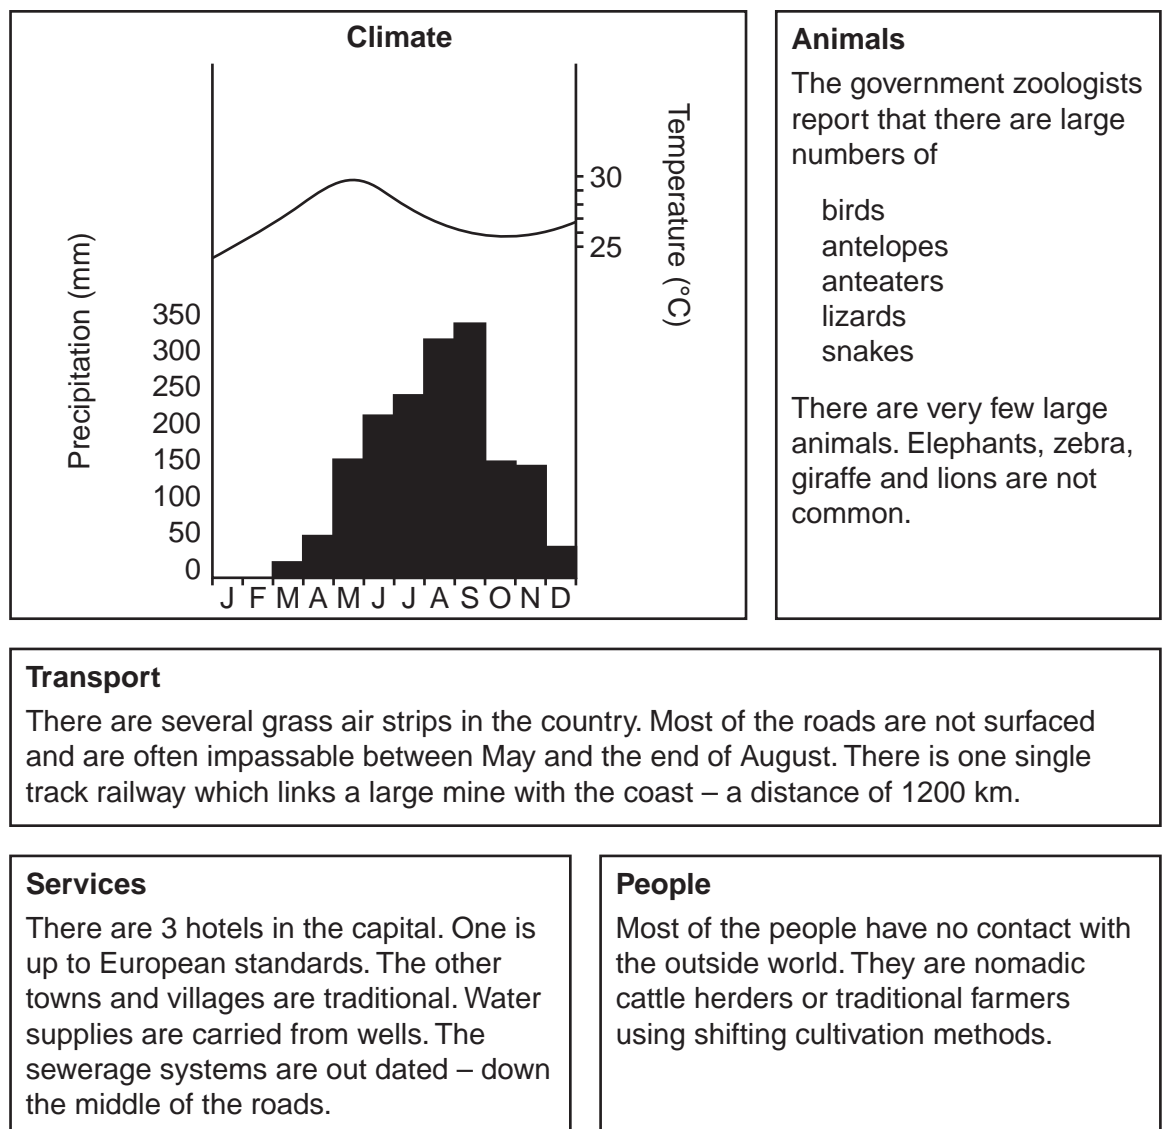 Climate
Precipitation (mm)
350
300
250
200
150
100
50
0
J F M A M J J A S O N D
30
25
Temperature (°C)
Animals
The government zoologists
report that there are large
numbers of
birds
antelopes
anteaters
lizards
snakes
There are very few large
animals. Elephants, zebra,
giraffe and lions are not
common.
Transport
There are several grass air strips in the country. Most of the roads are not surfaced
and are often impassable between May and the end of August. There is one single
track railway which links a large mine with the coast – a distance of 1200 km.
Services
There are 3 hotels in the capital. One is
up to European standards. The other
towns and villages are traditional. Water
supplies are carried from wells. The
sewerage systems are out dated – down
the middle of the roads.
People
Most of the people have no contact with
the outside world. They are nomadic
cattle herders or traditional farmers
using shifting cultivation methods.